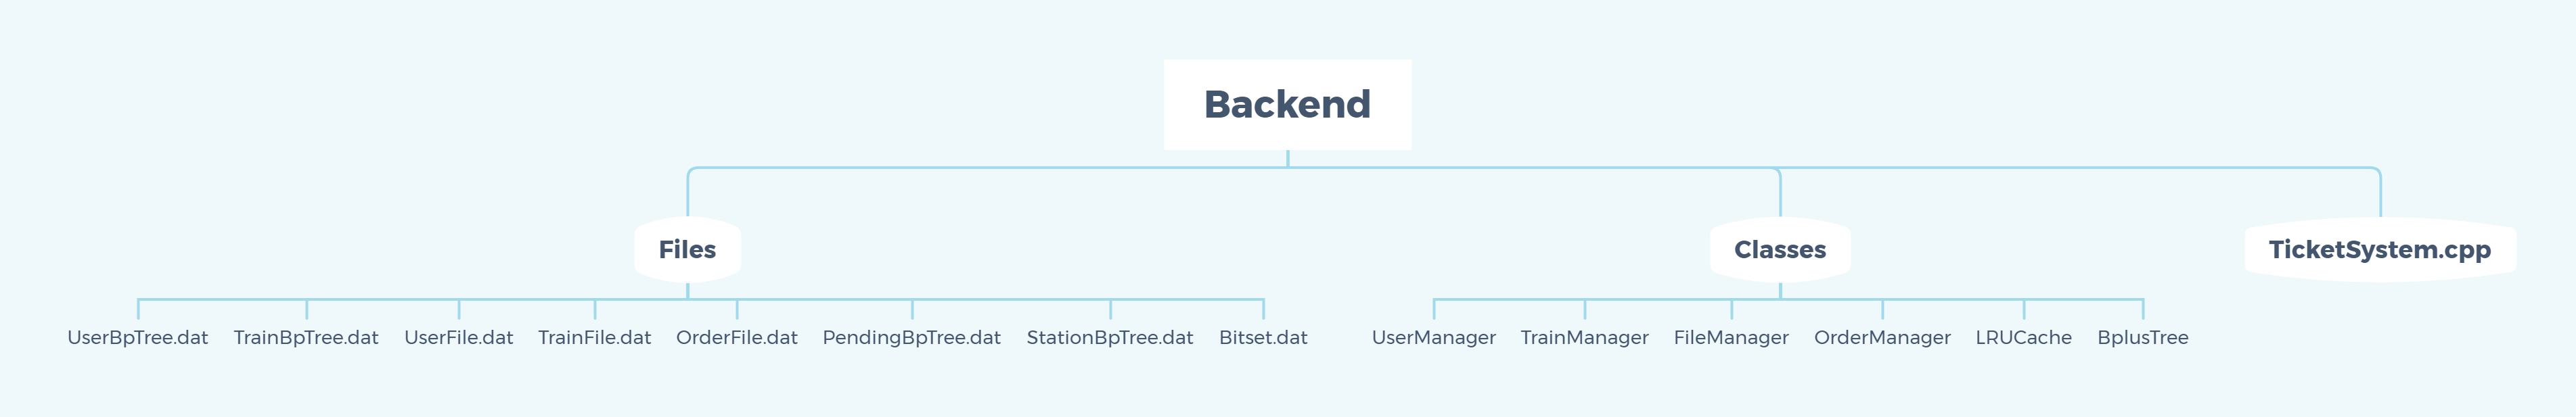 Backend
Files
Classes
TicketSystem.cpp
UserBpTree.dat
TrainBpTree.dat
UserFile.dat
TrainFile.dat
OrderFile.dat
PendingBpTree.dat
StationBpTree.dat
Bitset.dat
UserManager
TrainManager
FileManager
OrderManager
LRUCache
BplusTree